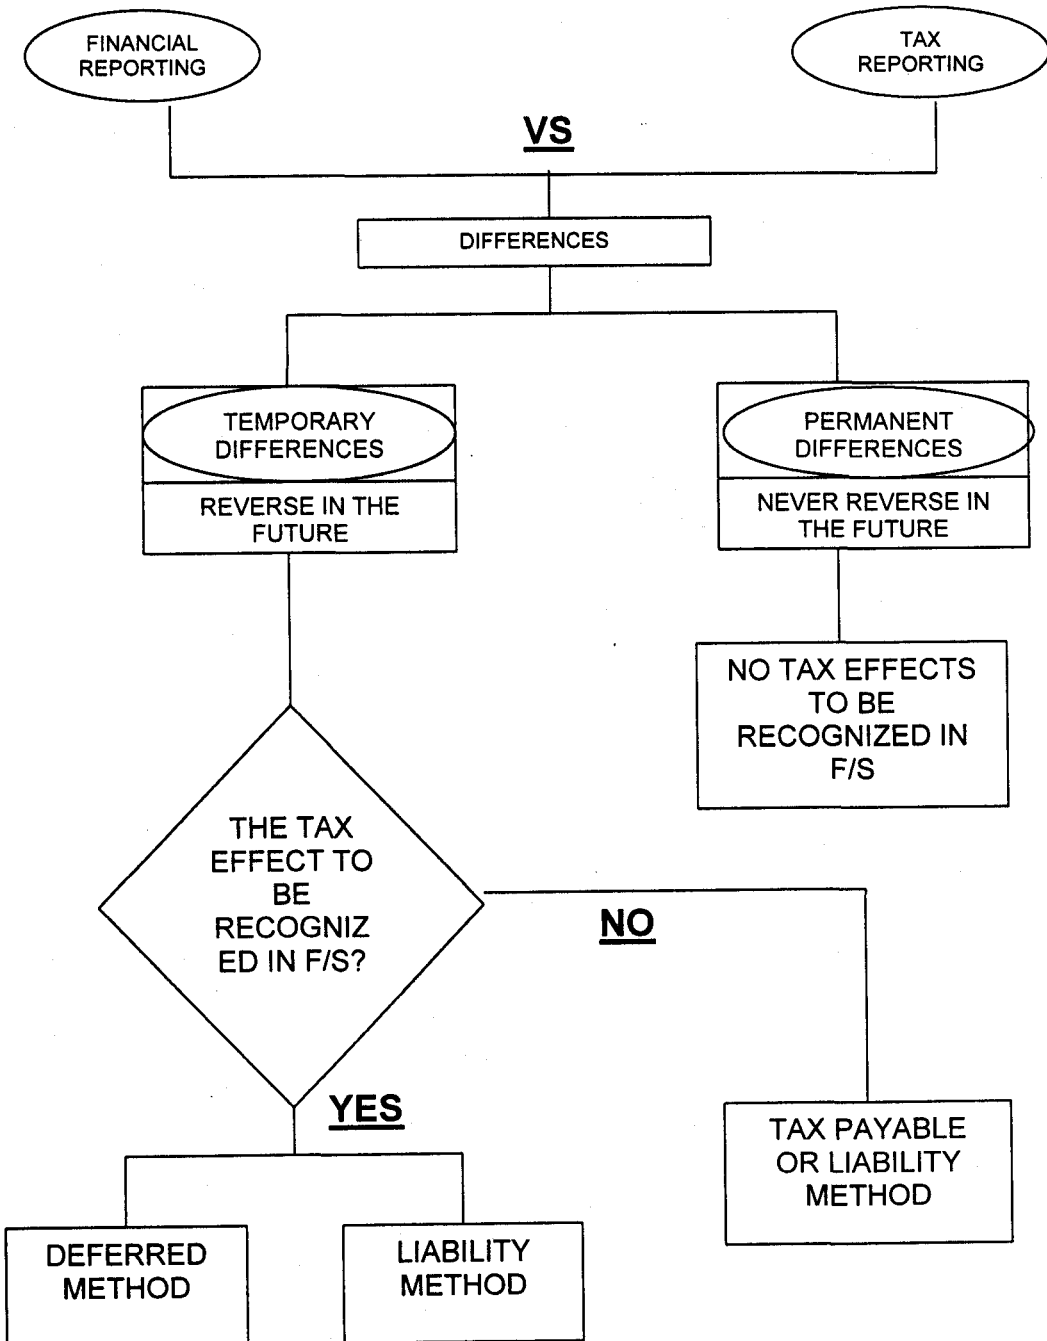 FINANCIAL
REPORTING
TAX
REPORTING
VS
DIFFERENCES
TEMPORARY
DIFFERENCES
REVERSE IN THE
FUTURE
PERMANENT
DIFFERENCES
NEVER REVERSE IN
THE FUTURE
NO TAX EFFECTS
TO BE
RECOGNIZED IN
F/S
THE TAX
EFFECT TO
BE
RECOGNIZ
ED IN F/S?
NO
YES
TAX PAYABLE
OR LIABILITY
METHOD
DEFERRED
METHOD
LIABILITY
METHOD